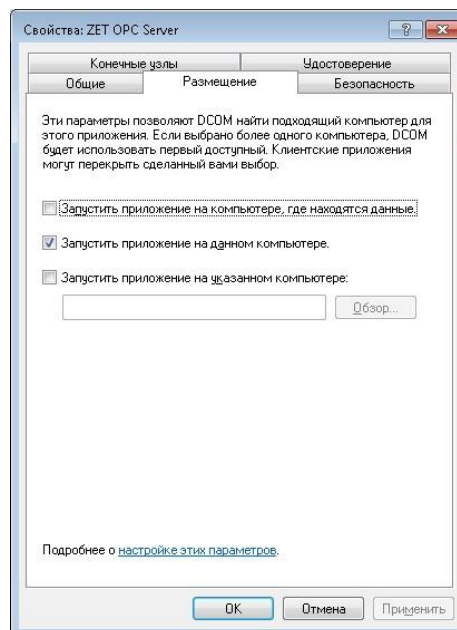 Свойства: ZET OPC Server
Конечные узлы
Удостоверение
Общие
Размещение
Безопасность
Эти параметры позволяют DCOM найти подходящий компьютер для
этого приложения. Если выбрано более одного компьютера, DCOM
будет использовать первый доступный. Клиентские приложения
могут перекрыть сделанный вами выбор.
Запустить приложение на компьютере, где находятся данные.
Запустить приложение на данном компьютере.
Запустить приложение на указанном компьютере:
Обзор...
Подробнее о настройке этих параметров.
ОК
Отмена
Применить